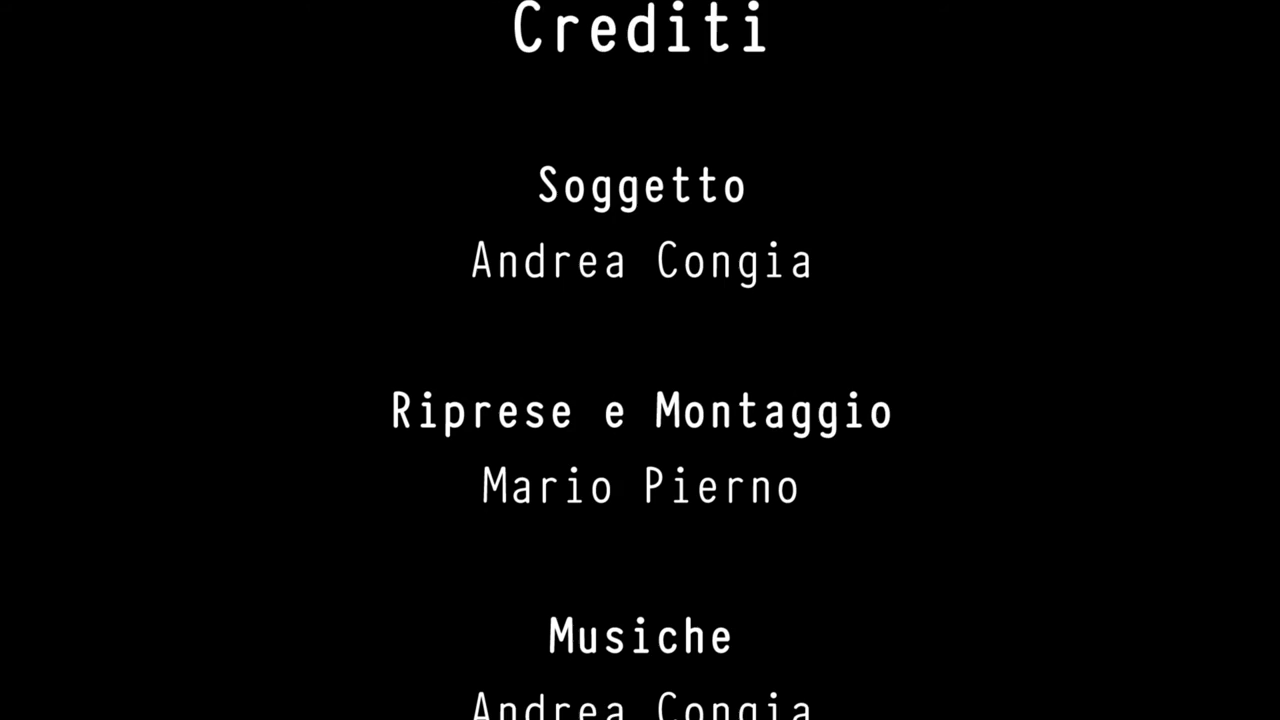 Crediti
Soggetto
Andrea Congia
Riprese e Montaggio
Mario Pierno
Musiche
Andrea Congia